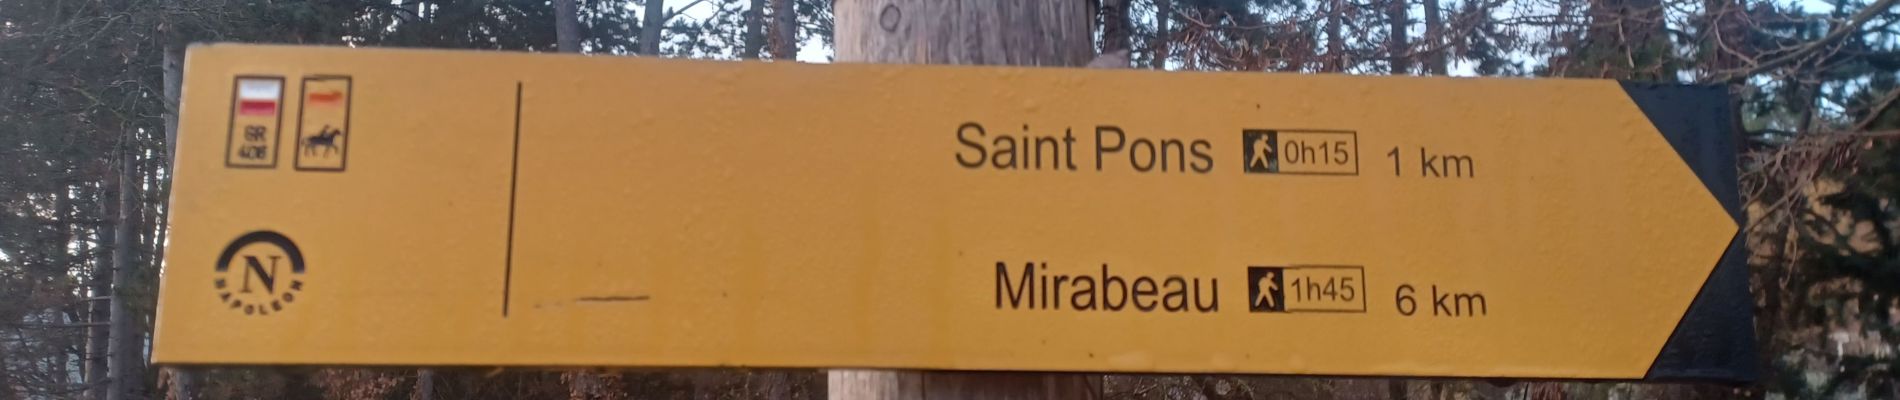 GR
406
N
NAPOLEON
Saint Pons 0h15 1 km
Mirabeau 1h45 6 km